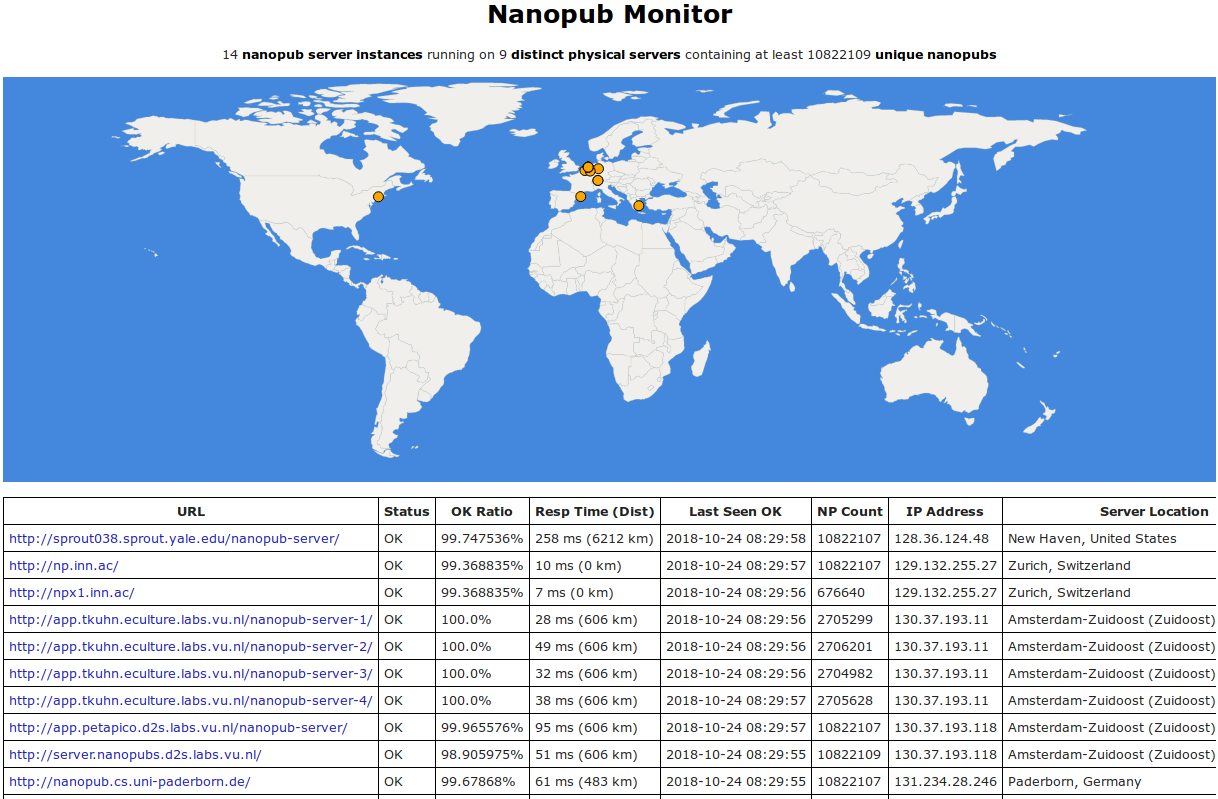 Nanopub Monitor
14 nanopub server instances running on 9 distinct physical servers containing at least 10822109 unique nanopubs
URL Status OK Ratio Resp Time (Dist) Last Seen OK NP Count IP Address Server Location
http://sprout038.sprout.yale.edu/nanopub-server/ OK 99.747536% 258 ms (6212 km) 2018-10-24 08:29:58 10822107 128.36.124.48 New Haven, United States
http://np.inn.ac/ OK 99.368835% 10 ms (0 km) 2018-10-24 08:29:57 10822107 129.132.255.27 Zurich, Switzerland
http://npx1.inn.ac/ OK 99.368835% 7 ms (0 km) 2018-10-24 08:29:56 676640 129.132.255.27 Zurich, Switzerland
http://app.tkuhn.eculture.labs.vu.nl/nanopub-server-1/ OK 100.0% 28 ms (606 km) 2018-10-24 08:29:56 2705299 130.37.193.11 Amsterdam-Zuidoost (Zuidoost)
http://app.tkuhn.eculture.labs.vu.nl/nanopub-server-2/ OK 100.0% 49 ms (606 km) 2018-10-24 08:29:56 2706201 130.37.193.11 Amsterdam-Zuidoost (Zuidoost)
http://app.tkuhn.eculture.labs.vu.nl/nanopub-server-3/ OK 100.0% 32 ms (606 km) 2018-10-24 08:29:56 2704982 130.37.193.11 Amsterdam-Zuidoost (Zuidoost)
http://app.tkuhn.eculture.labs.vu.nl/nanopub-server-4/ OK 100.0% 38 ms (606 km) 2018-10-24 08:29:57 2705628 130.37.193.11 Amsterdam-Zuidoost (Zuidoost)
http://app.petapico.d2s.labs.vu.nl/nanopub-server/ OK 99.965576% 95 ms (606 km) 2018-10-24 08:29:57 10822107 130.37.193.118 Amsterdam-Zuidoost (Zuidoost)
http://server.nanopubs.d2s.labs.vu.nl/ OK 98.905975% 51 ms (606 km) 2018-10-24 08:29:55 10822109 130.37.193.118 Amsterdam-Zuidoost (Zuidoost)
http://nanopub.cs.uni-paderborn.de/ OK 99.67868% 61 ms (483 km) 2018-10-24 08:29:55 10822107 131.234.28.246 Paderborn, Germany